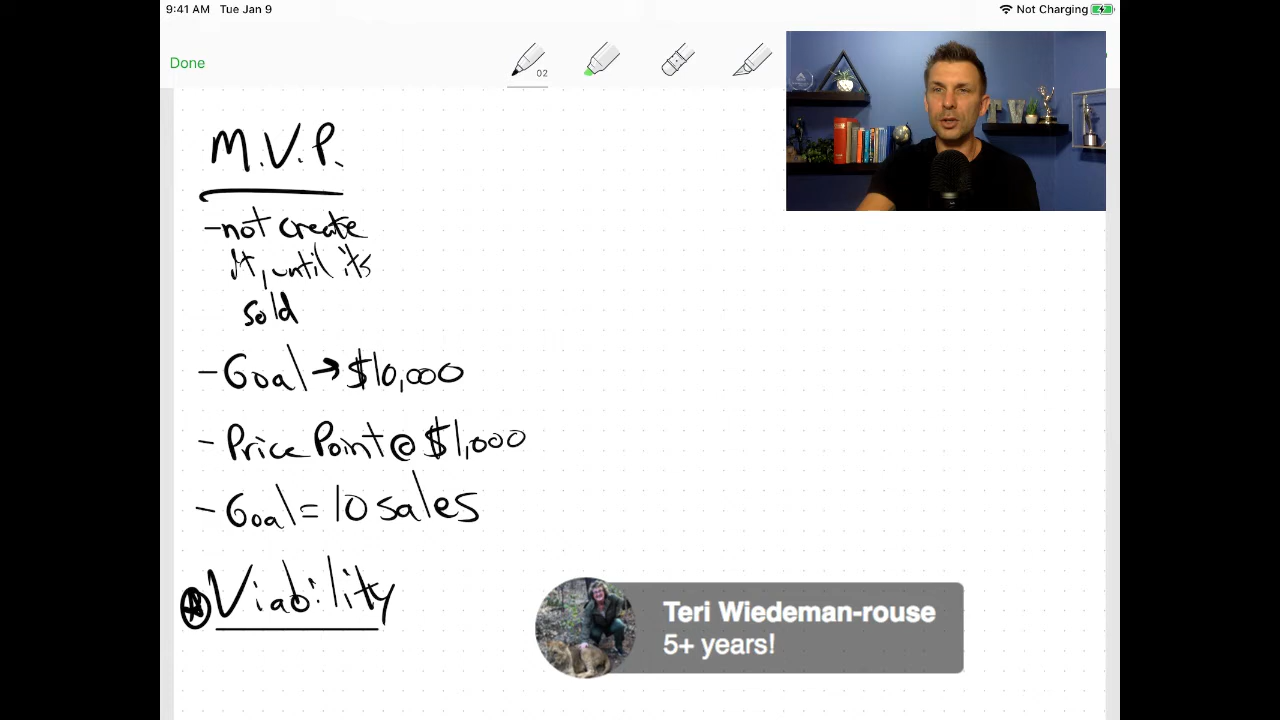 9:41 AM Tue Jan 9
Not Charging
Done
02
M.V.P.
TV
-not create
it, until its
sold
- Goal → $10,000
- Price Point @ $1,000
- Goal = 10 sales
Viability
Teri Wiedeman-rouse
5+ years!